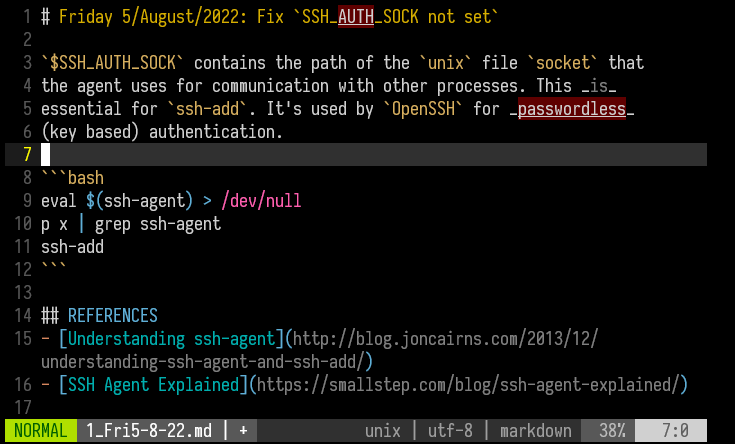 1 # Friday 5/August/2022: Fix `SSH_AUTH_SOCK not set`
2
3 `$SSH_AUTH_SOCK` contains the path of the `unix` file `socket` that
4 the agent uses for communication with other processes. This _is_
5 essential for `ssh-add`. It's used by `OpenSSH` for _passwordless_
6 (key based) authentication.
7
8 ```bash
9 eval $(ssh-agent) > /dev/null
10 p x | grep ssh-agent
11 ssh-add
12 ```
13
14 ## REFERENCES
15 - [Understanding ssh-agent](http://blog.joncairns.com/2013/12/
understanding-ssh-agent-and-ssh-add/)
16 - [SSH Agent Explained](https://smallstep.com/blog/ssh-agent-explained/)
17
NORMAL 1_Fri5-8-22.md | + unix | utf-8 | markdown 38% 7:0